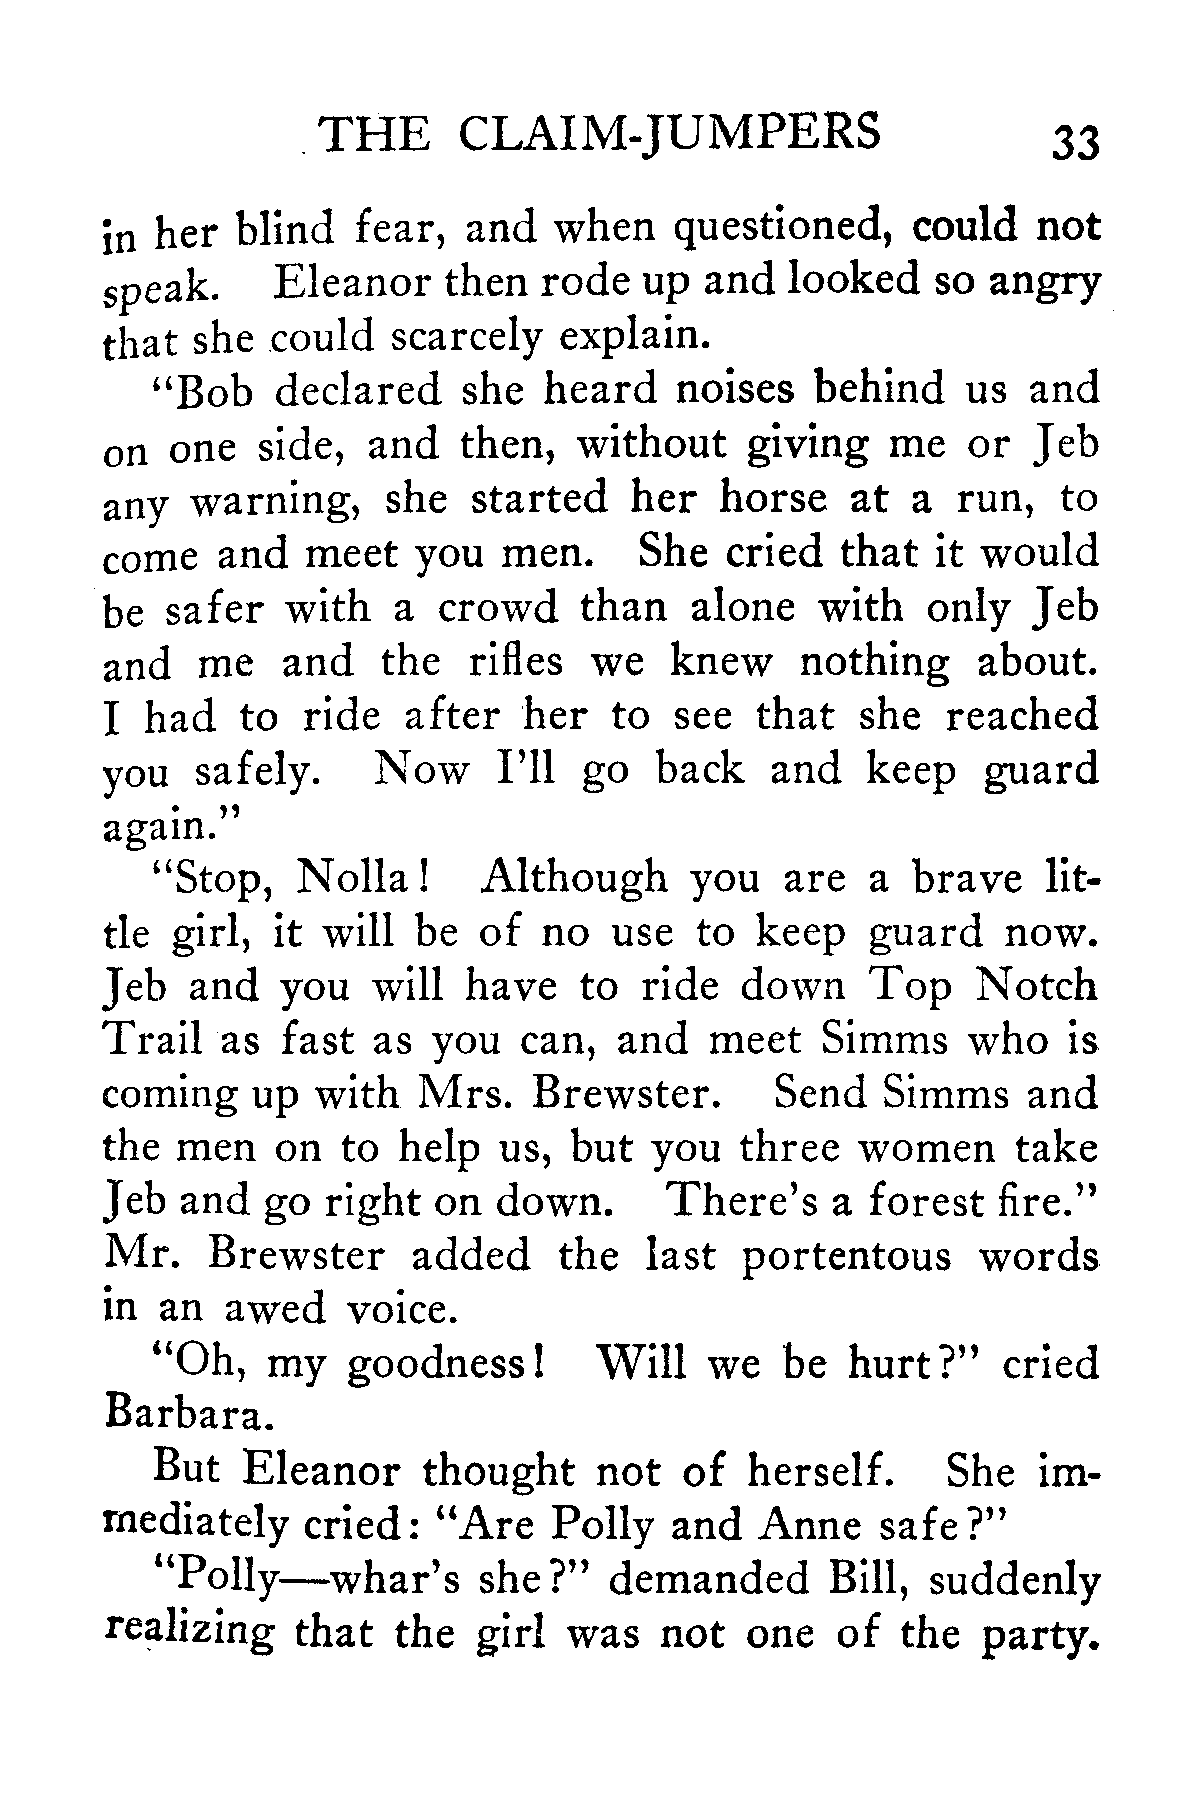 THE CLAIM-JUMPERS 33
in her blind fear, and when questioned, could not
speak. Eleanor then rode up and looked so angry
that she could scarcely explain.
"Bob declared she heard noises behind us and
on one side, and then, without giving me or Jeb
any warning, she started her horse at a run, to
come and meet you men. She cried that it would
be safer with a crowd than alone with only Jeb
and me and the rifles we knew nothing about.
I had to ride after her to see that she reached
you safely. Now I'll go back and keep guard
again."
"Stop, Nolla! Although you are a brave lit-
tle girl, it will be of no use to keep guard now.
Jeb and you will have to ride down Top Notch
Trail as fast as you can, and meet Simms who is
coming up with Mrs. Brewster. Send Simms and
the men on to help us, but you three women take
Jeb and go right on down. There's a forest fire."
Mr. Brewster added the last portentous words
in an awed voice.
"Oh, my goodness! Will we be hurt?" cried
Barbara.
But Eleanor thought not of herself. She im-
mediately cried: "Are Polly and Anne safe?"
"Polly—whar's she?" demanded Bill, suddenly
realizing that the girl was not one of the party.